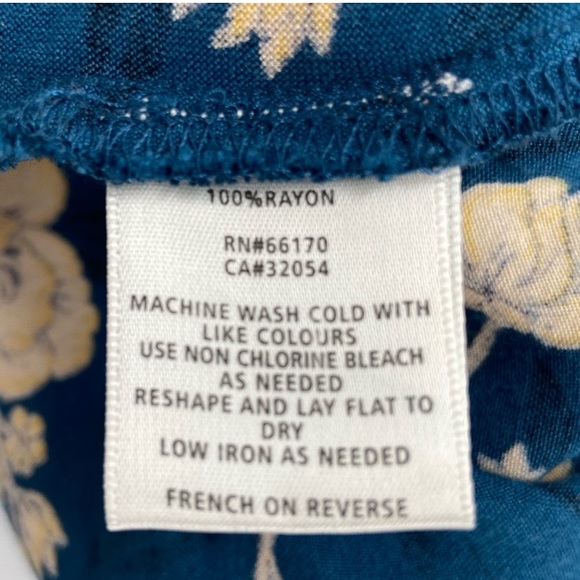 100%RAYON
RN#66170
CA#32054
MACHINE WASH COLD WITH
LIKE COLOURS
USE NON CHLORINE BLEACH
AS NEEDED
RESHAPE AND LAY FLAT TO
DRY
LOW IRON AS NEEDED
FRENCH ON REVERSE